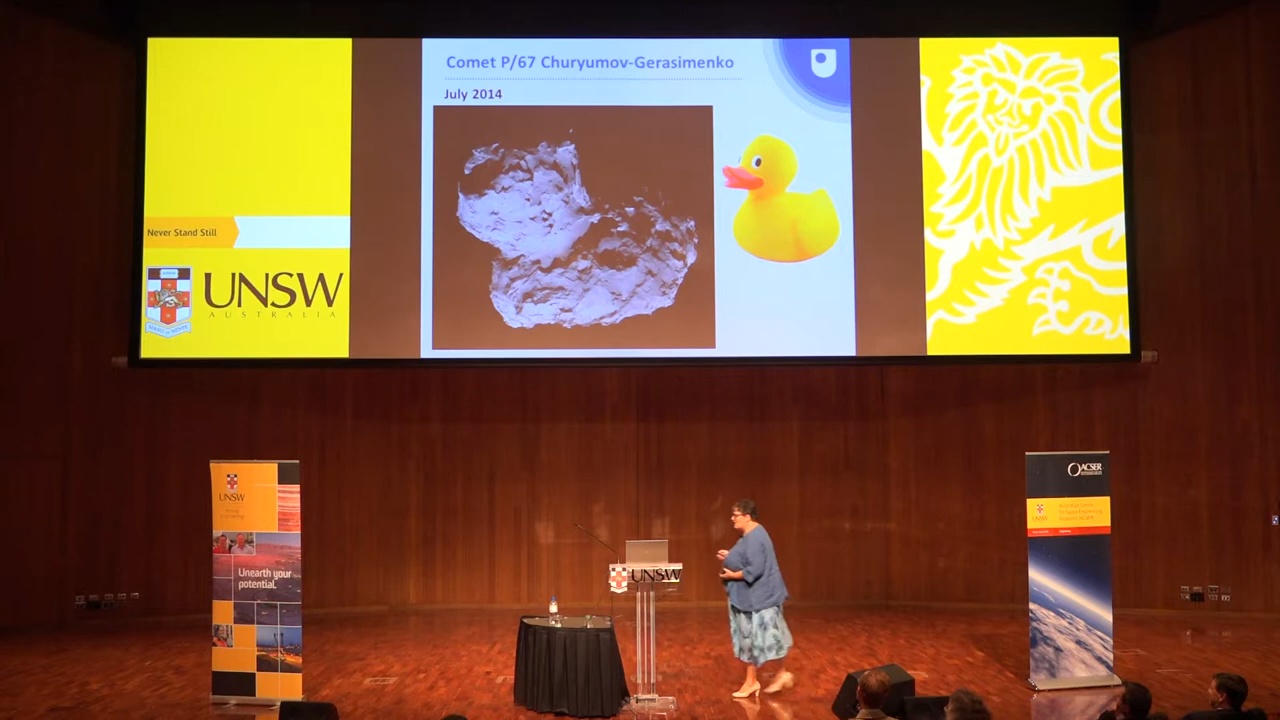 Comet P/67 Churyumov-Gerasimenko
July 2014
Never Stand Still
UNSW
AUSTRALIA
UNSW
Unearth your
potential.
UNSW
ACSER
UNSW